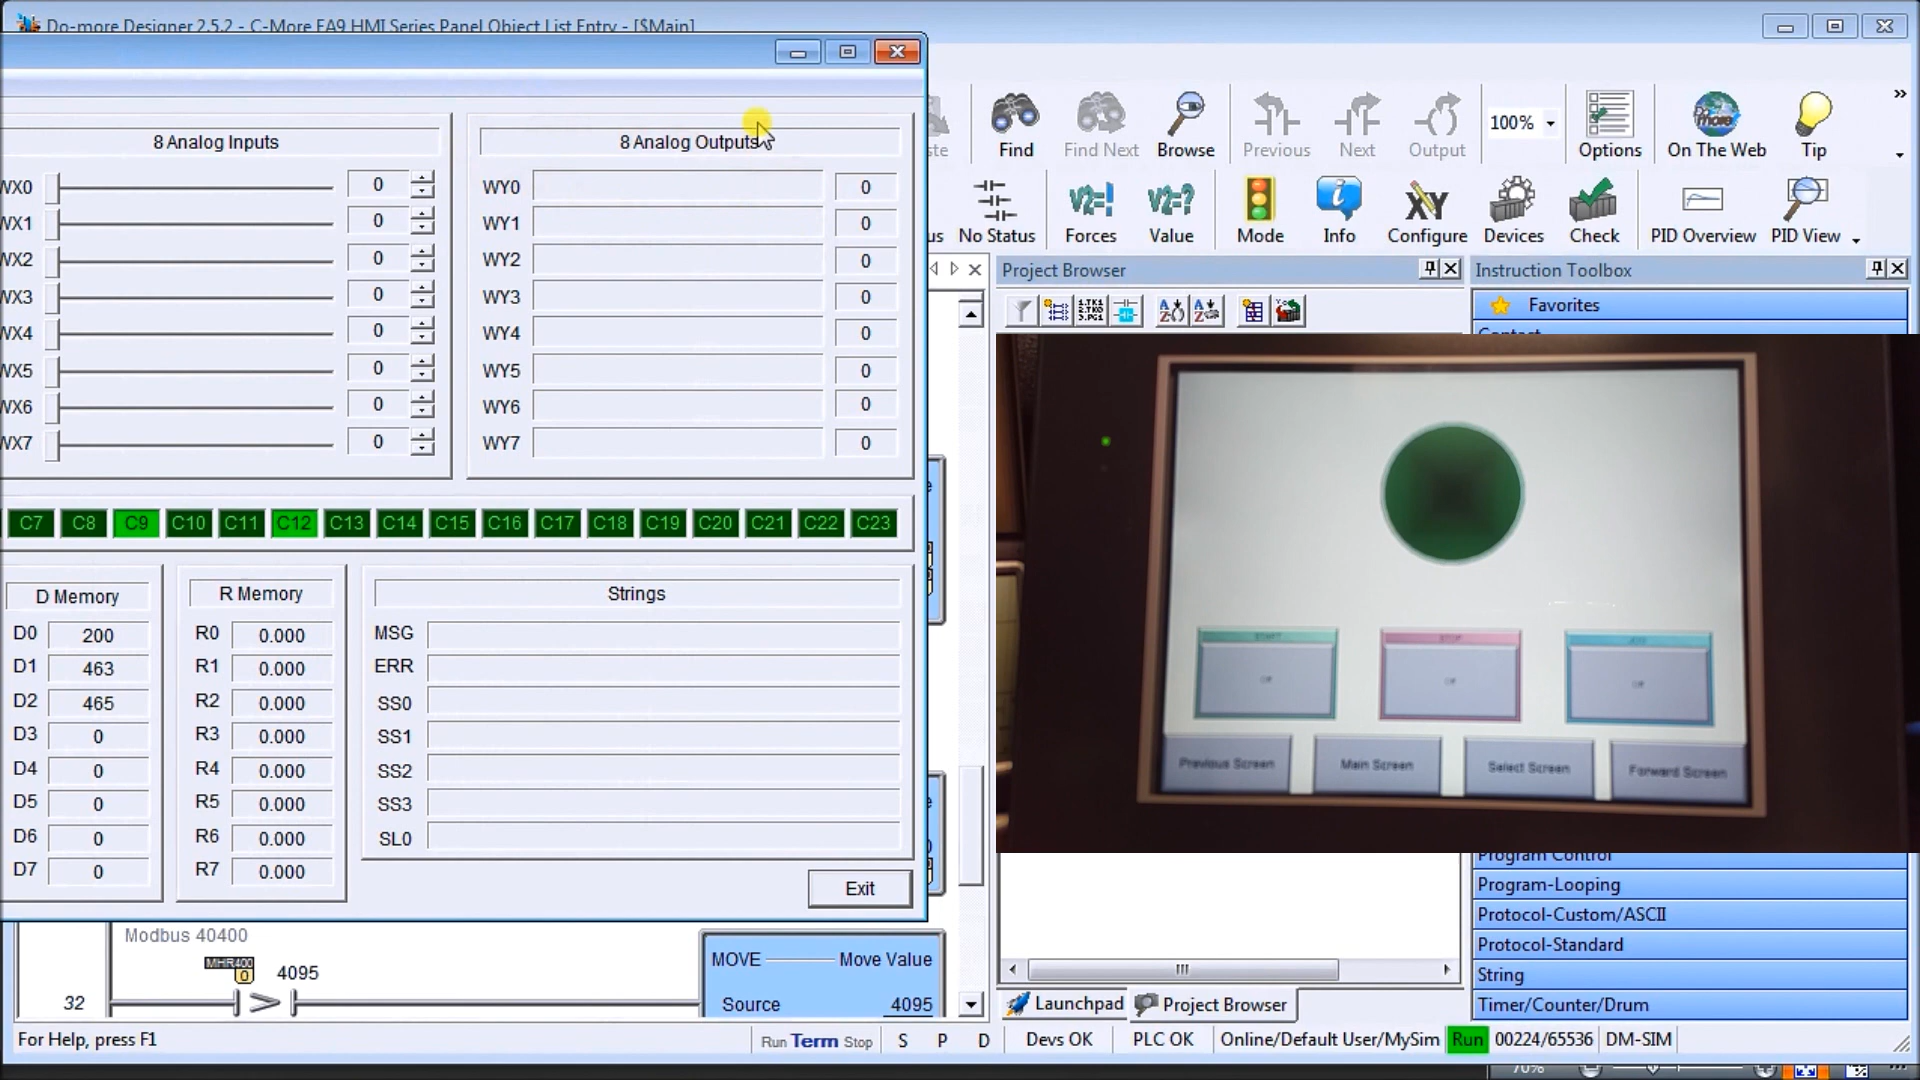 Do-more Designer 2.5.2 - C-More EA9 HMI Series Panel Object List Entry - [$Main]
8 Analog Inputs
8 Analog Outputs
WX0 0
WX1 0
WX2 0
WX3 0
WX4 0
WX5 0
WX6 0
WX7 0
WY0 0
WY1 0
WY2 0
WY3 0
WY4 0
WY5 0
WY6 0
WY7 0
C7 C8 C9 C10 C11 C12 C13 C14 C15 C16 C17 C18 C19 C20 C21 C22 C23
D Memory
D0 200
D1 463
D2 465
D3 0
D4 0
D5 0
D6 0
D7 0
R Memory
R0 0.000
R1 0.000
R2 0.000
R3 0.000
R4 0.000
R5 0.000
R6 0.000
R7 0.000
Strings
MSG
ERR
SS0
SS1
SS2
SS3
SL0
Exit
Find Find Next Browse Previous Next Output 100% Options On The Web Tip
No Status Forces Value Mode Info Configure Devices Check PID Overview PID View
Project Browser
Instruction Toolbox
Favorites
START
STOP
JOG
Off
Off
Off
Previous Screen Main Screen Select Screen Forward Screen
Program Control
Program-Looping
Protocol-Custom/ASCII
Protocol-Standard
String
Timer/Counter/Drum
Modbus 40400
MHR400
0
4095
32
MOVE Move Value
Source 4095
Launchpad Project Browser
For Help, press F1
Run Term Stop S P D Devs OK PLC OK Online/Default User/MySim Run 00224/65536 DM-SIM
70%